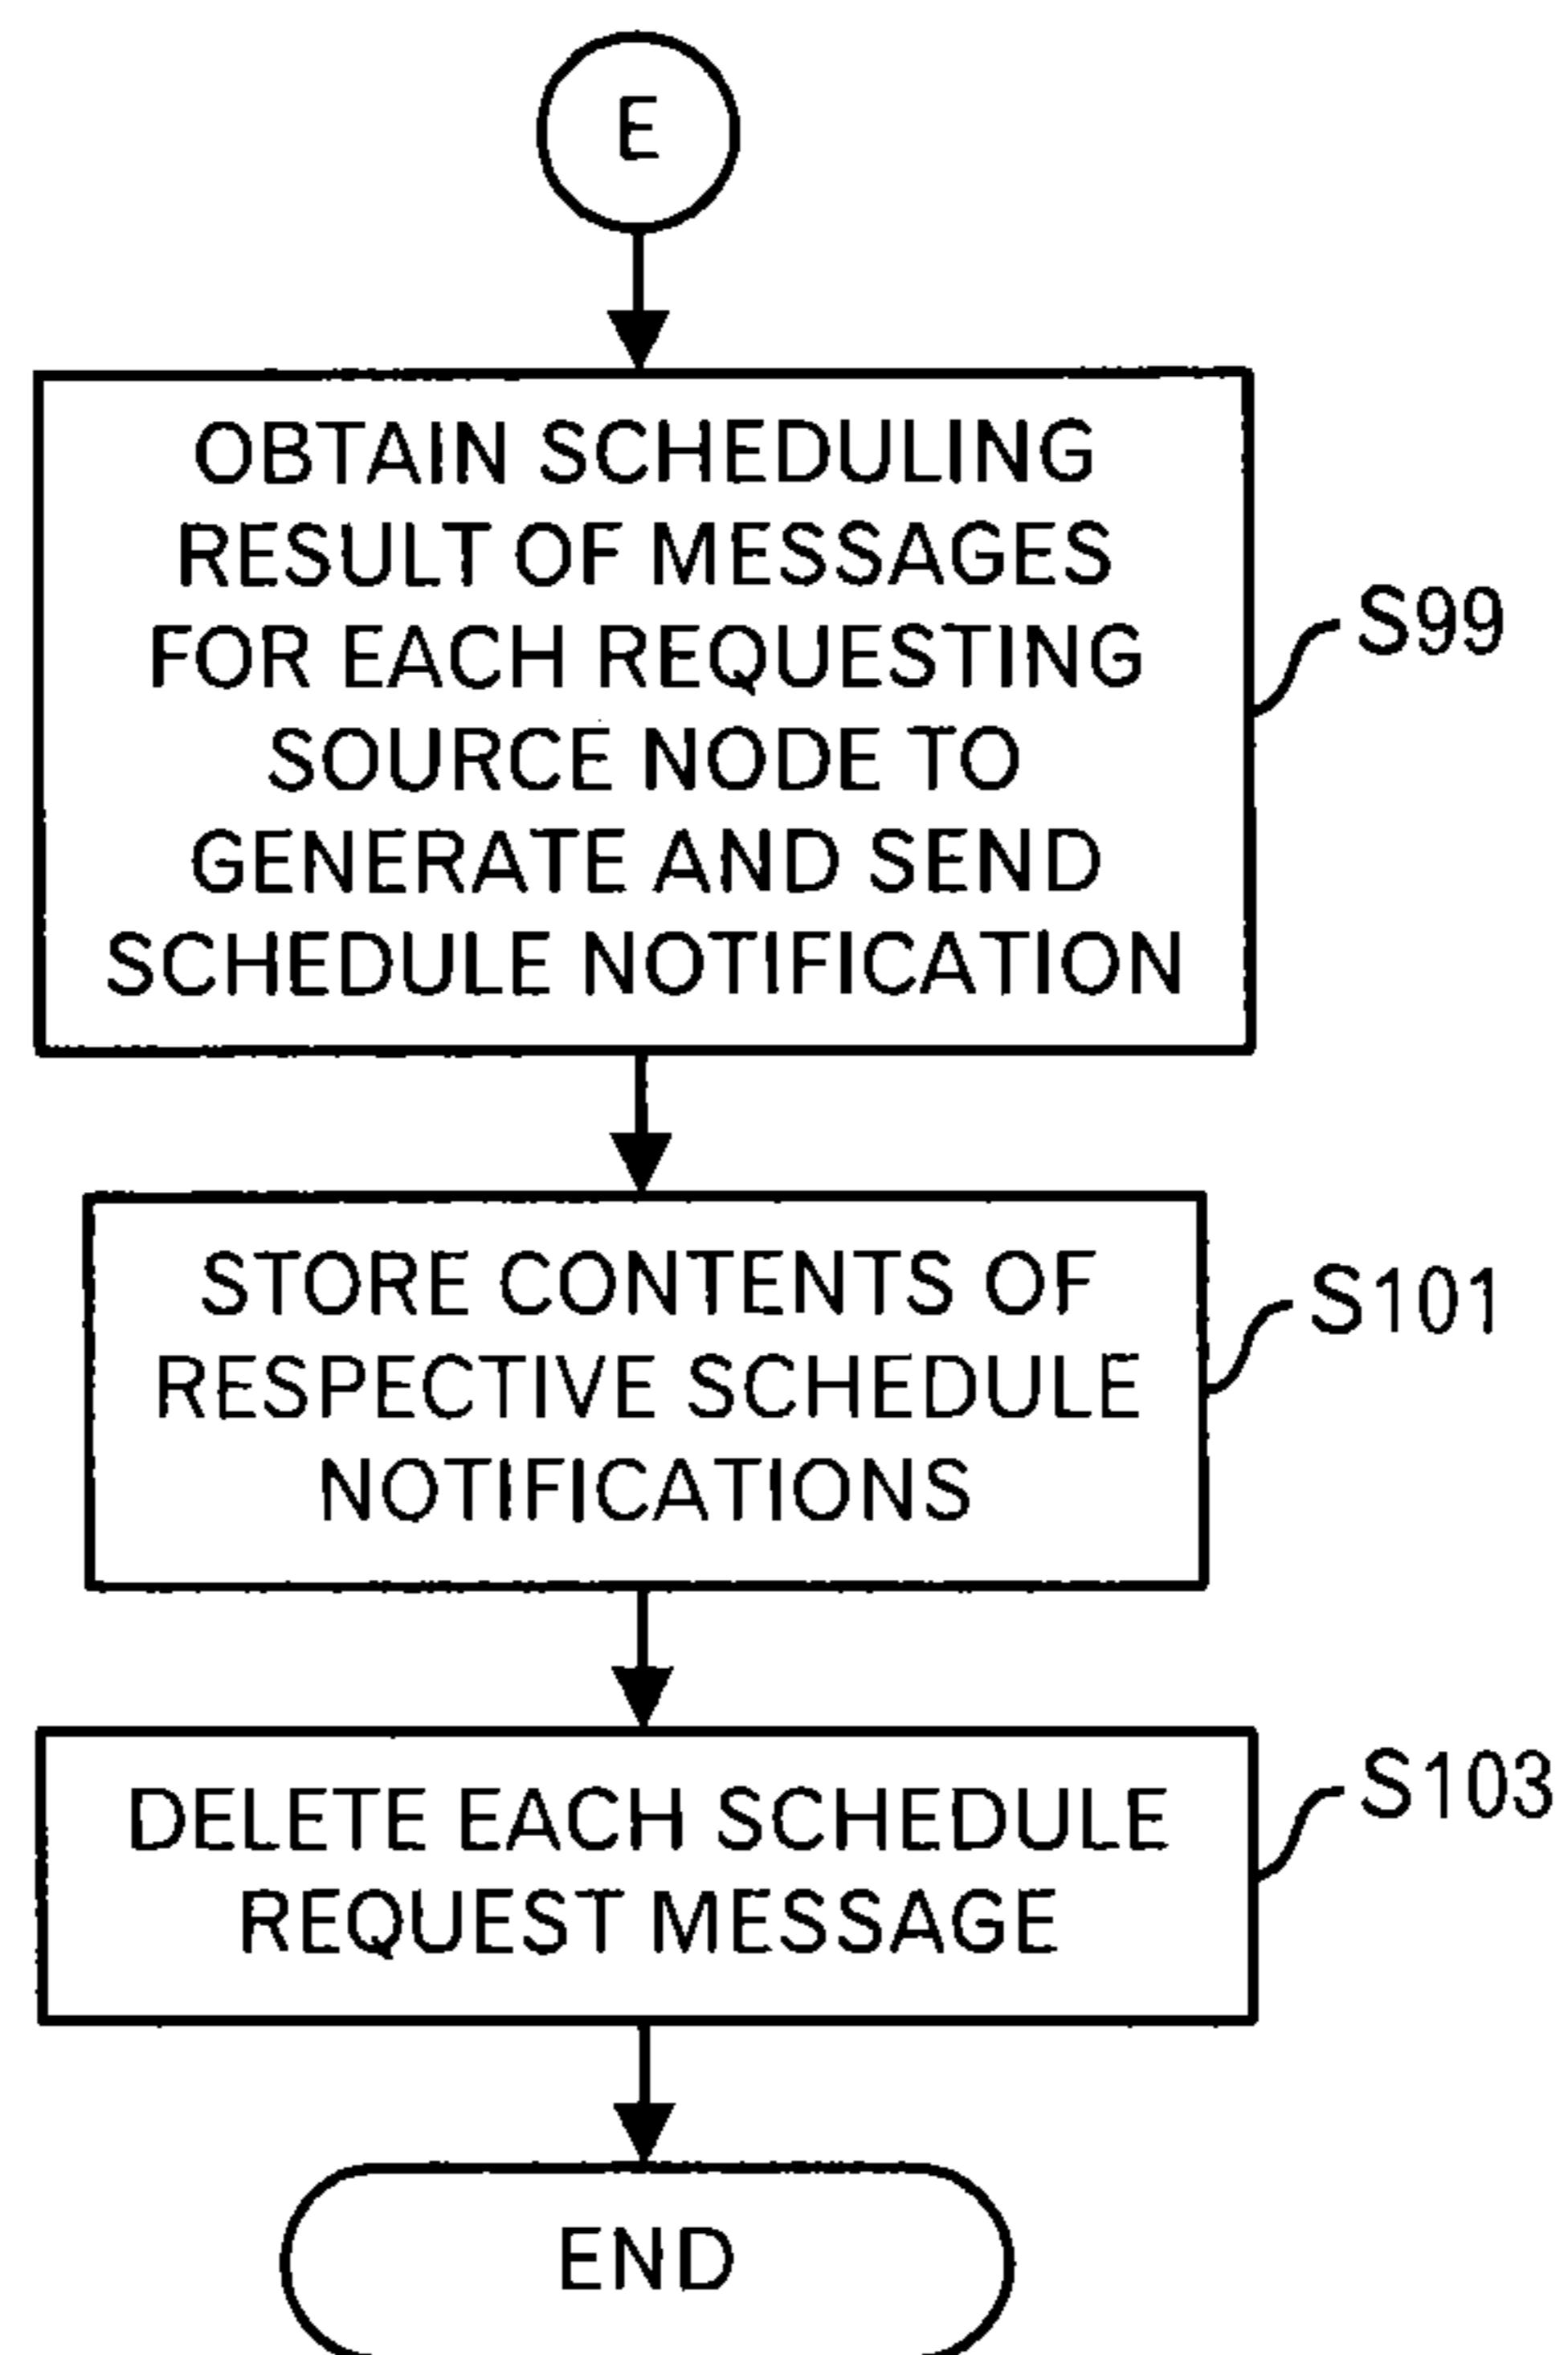 E
OBTAIN SCHEDULING
RESULT OF MESSAGES
FOR EACH REQUESTING
SOURCE NODE TO
GENERATE AND SEND
SCHEDULE NOTIFICATION
S99
STORE CONTENTS OF
RESPECTIVE SCHEDULE
NOTIFICATIONS
S101
DELETE EACH SCHEDULE
REQUEST MESSAGE
S103
END